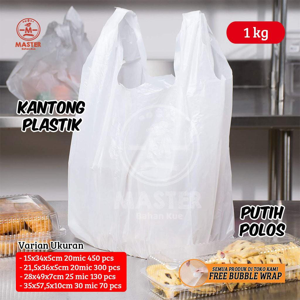 MASTER
1 kg
KANTONG
PLASTIK
PUTIH
POLOS
Varian Ukuran
- 15x34x5cm 20mic 450 pcs
- 21,5x36x5cm 20mic 300 pcs
- 28x49x7cm 25 mic 130 pcs
- 35x57,5x10cm 30 mic 70 pcs
SEMUA PRODUK DI TOKO KAMI
FREE BUBBLE WRAP